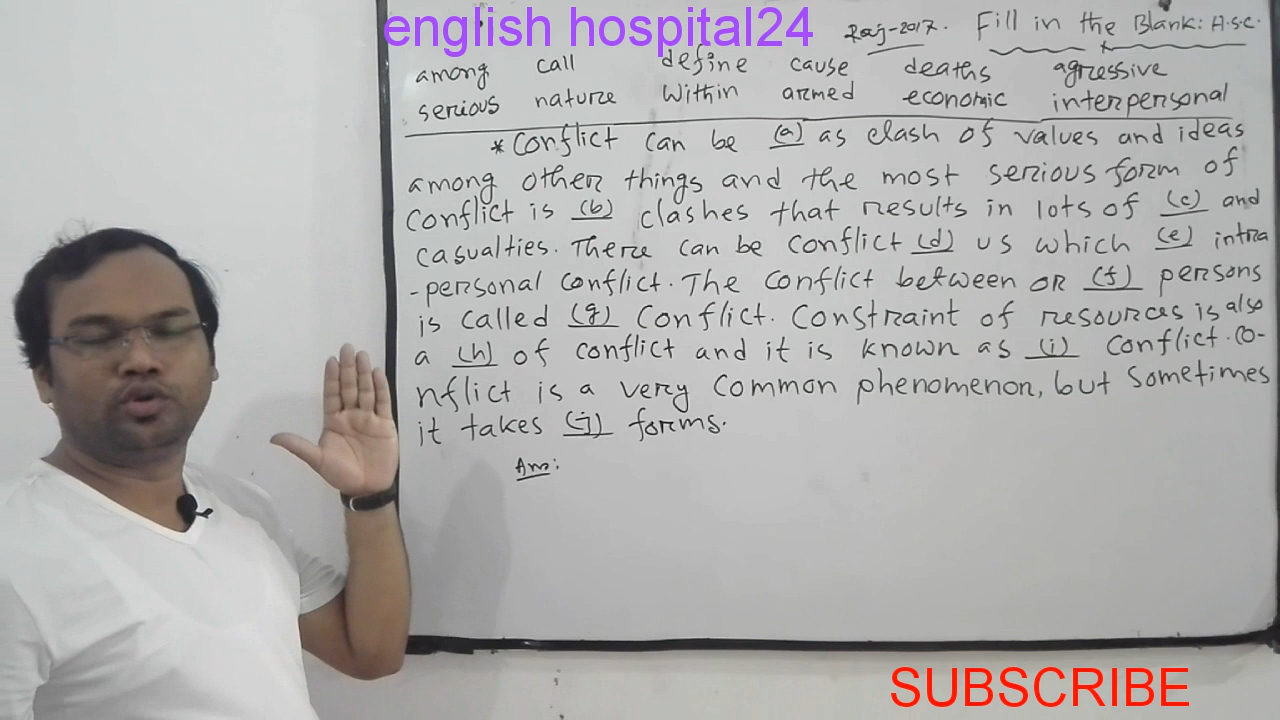 english hospital24
Raj-2017. Fill in the Blank: H.S.C.
among call define cause deaths agressive
serious nature within armed economic interpersonal
*Conflict can be (a) as clash of values and ideas
among other things and the most serious form of
conflict is (b) clashes that results in lots of (c) and
casualties. There can be conflict (d) us which (e) intra
-personal conflict. The conflict between or (f) persons
is called (g) conflict. Constraint of resources is also
a (h) of conflict and it is known as (i) conflict. Co-
nflict is a very common phenomenon, but sometimes
it takes (j) forms.
Ans:
SUBSCRIBE